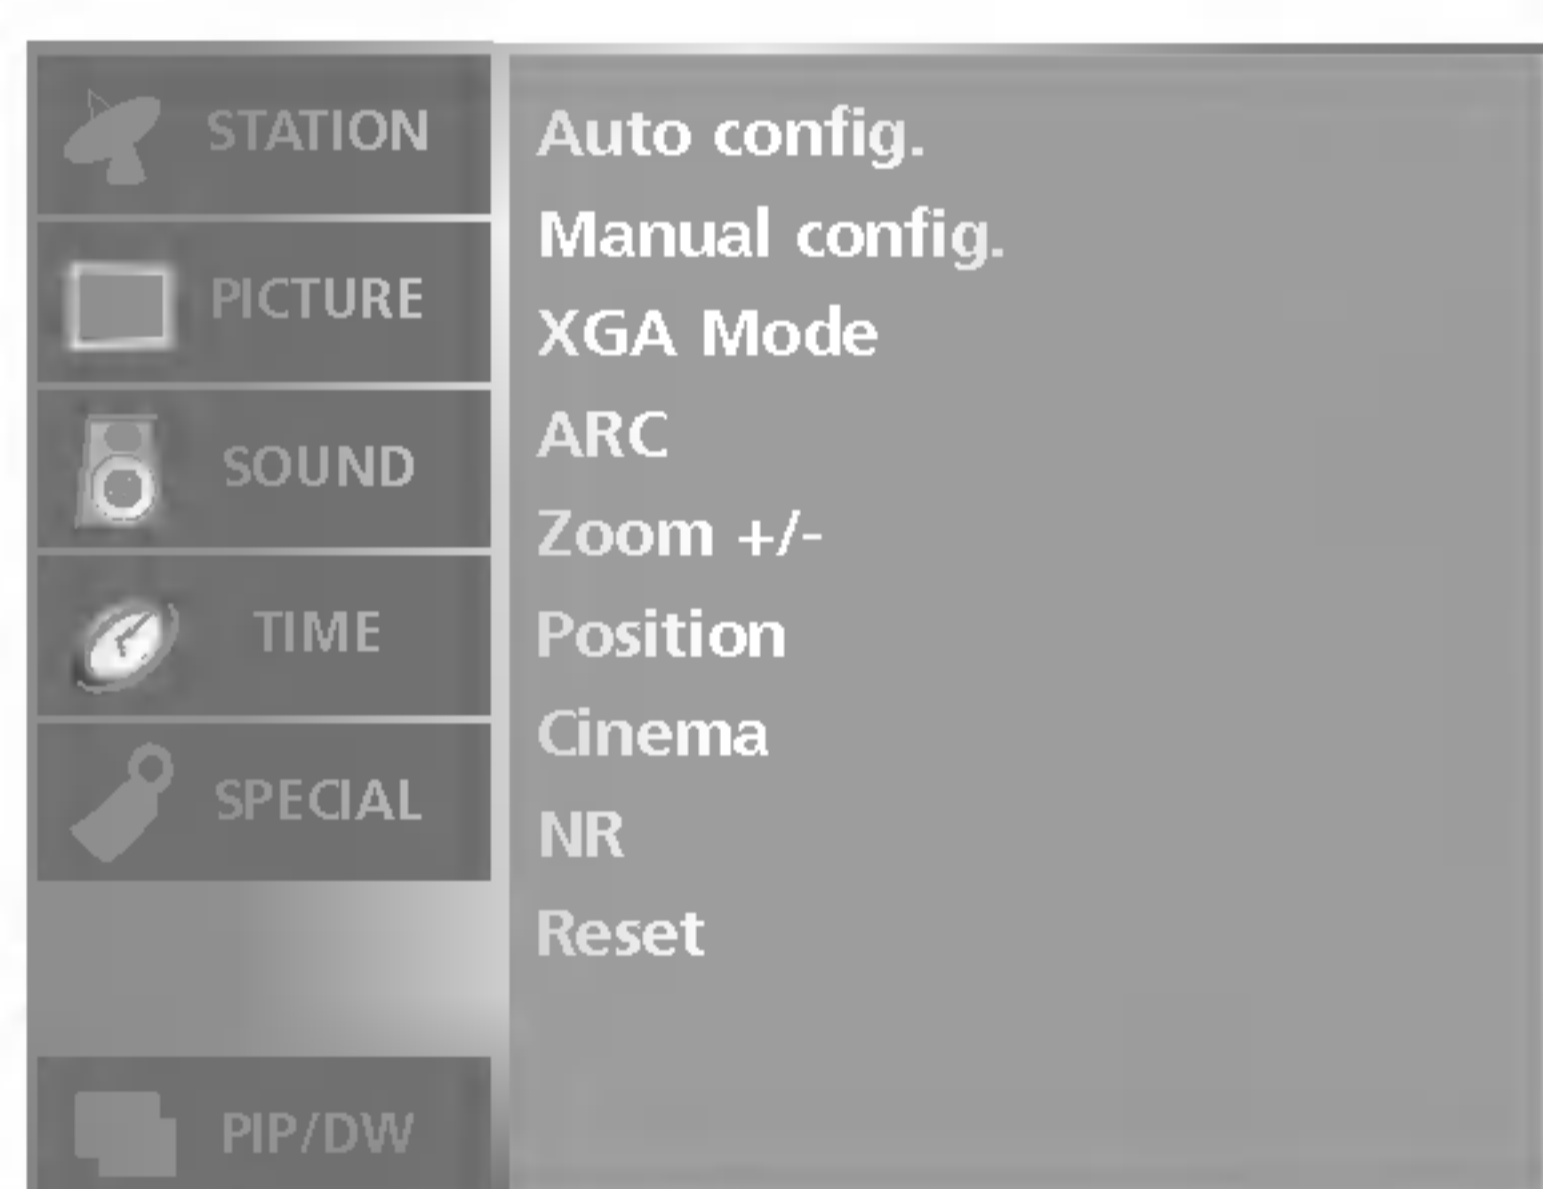 STATION
PICTURE
SOUND
TIME
SPECIAL
PIP/DW
Auto config.
Manual config.
XGA Mode
ARC
Zoom +/-
Position
Cinema
NR
Reset